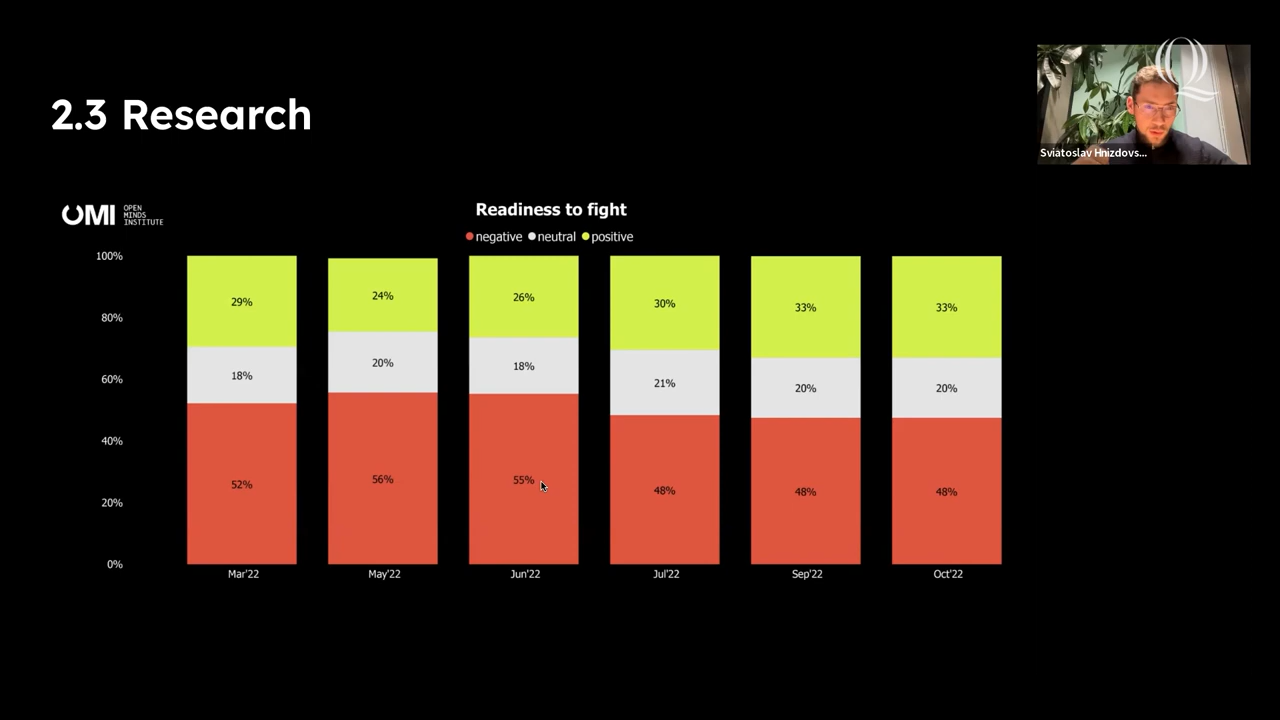 2.3 Research
Sviatoslav Hnizdovs...
OMI OPEN
MINDS
INSTITUTE
Readiness to fight
negative neutral positive
100%
80%
60%
40%
20%
0%
29% 24% 26% 30% 33% 33%
18% 20% 18% 21% 20% 20%
52% 56% 55% 48% 48% 48%
Mar'22 May'22 Jun'22 Jul'22 Sep'22 Oct'22
Q